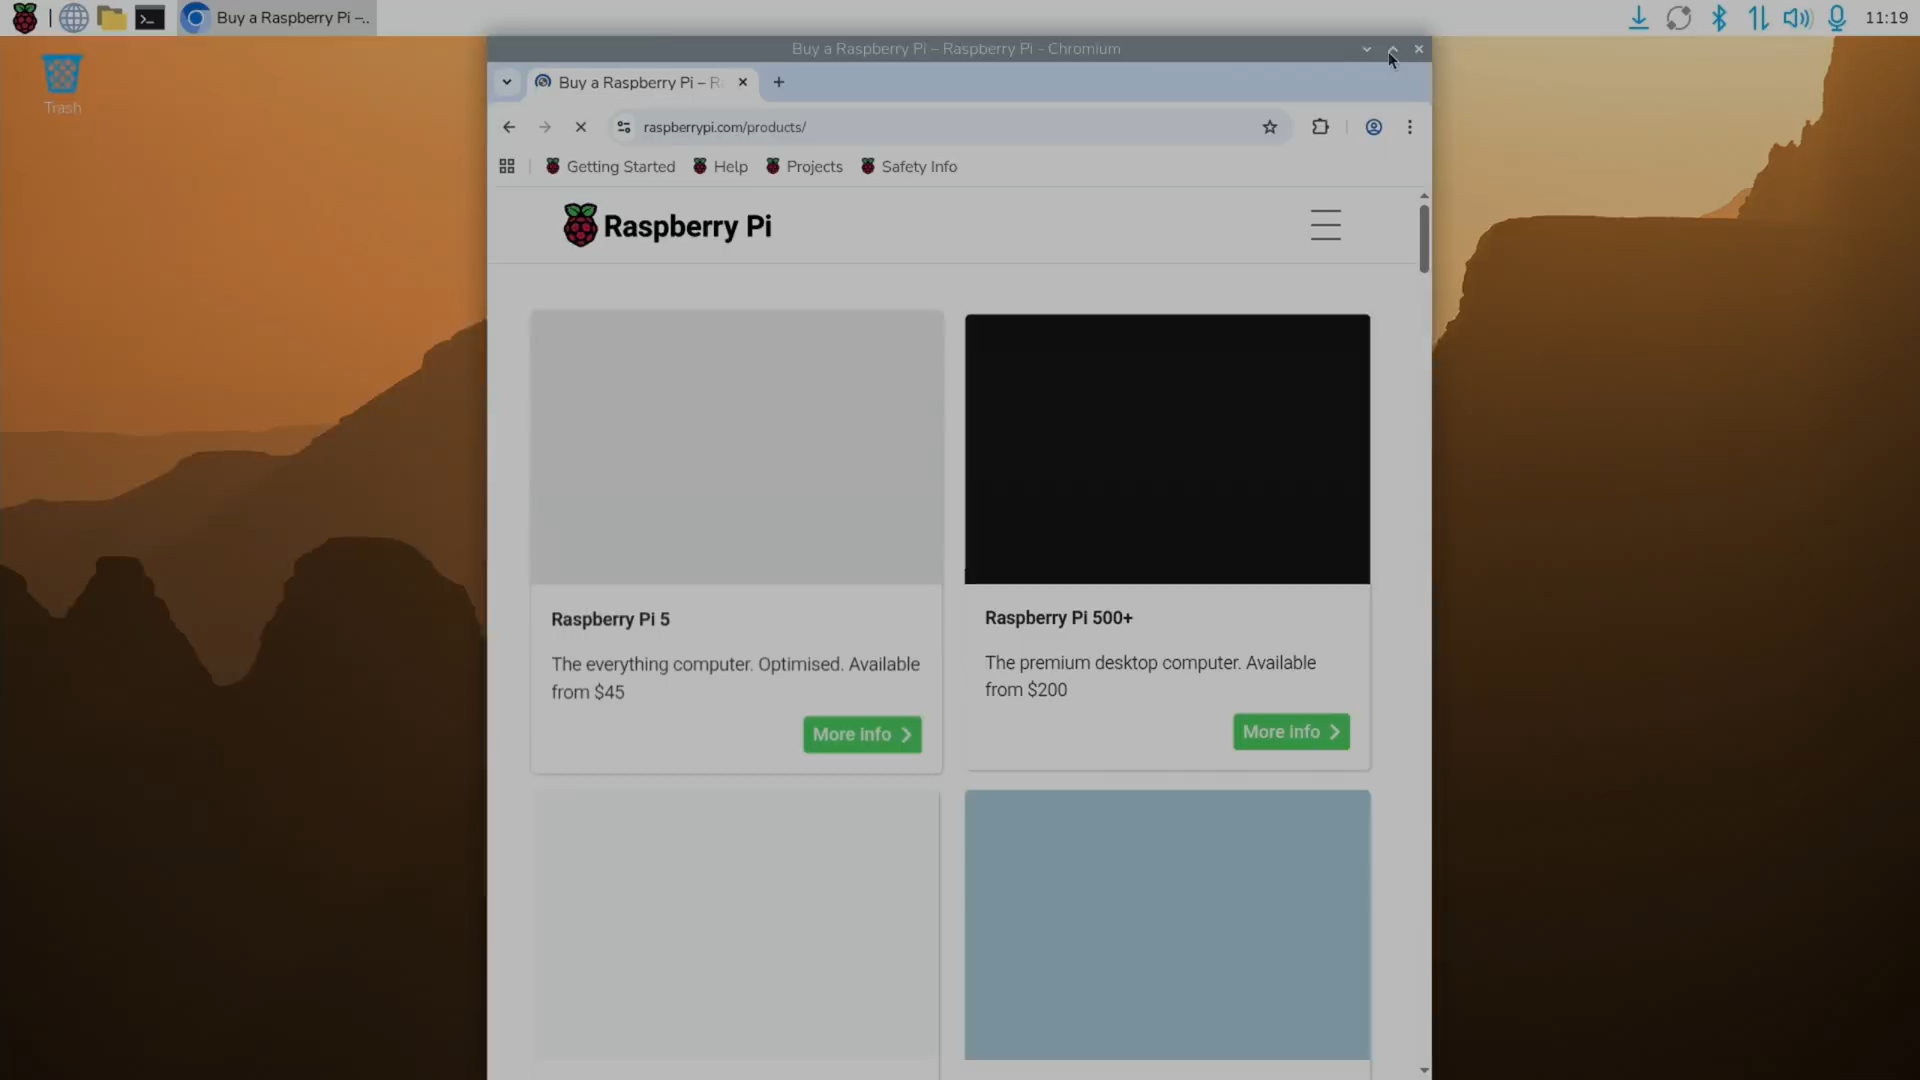 Buy a Raspberry Pi –..
11:19
Trash
Buy a Raspberry Pi – Raspberry Pi - Chromium
Buy a Raspberry Pi – R
raspberrypi.com/products/
Getting Started
Help
Projects
Safety Info
Raspberry Pi
Raspberry Pi 5
The everything computer. Optimised. Available
from $45
More info
Raspberry Pi 500+
The premium desktop computer. Available
from $200
More info